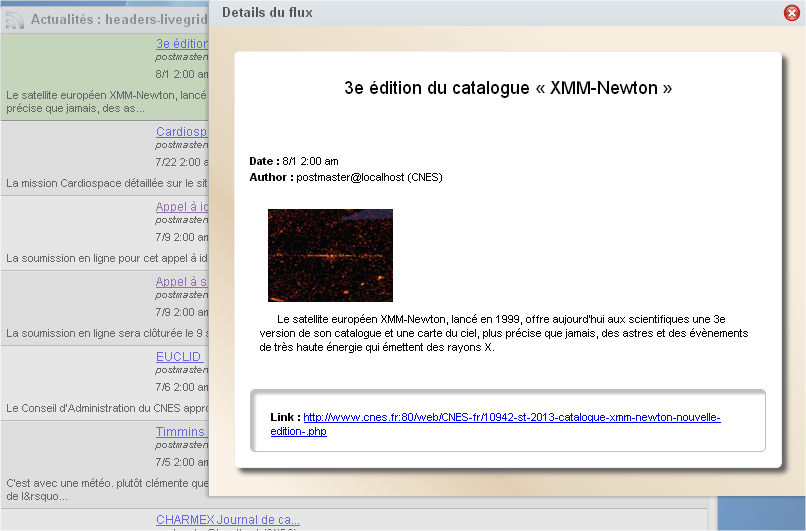 Actualités : headers-livegrid
Details du flux
3e édition
postmaster
8/1 2:00 am
Le satellite européen XMM-Newton, lancé
précise que jamais, des as...
Cardiosp
postmaster
7/22 2:00 a
La mission Cardiospace détaillée sur le sit
Appel à id
postmaster
7/9 2:00 am
La soumission en ligne pour cet appel à id
Appel à s
postmaster
7/9 2:00 am
La soumission en ligne sera clôturée le 9 s
EUCLID
postmaster
7/6 2:00 am
Le Conseil d'Administration du CNES appro
Timmins
postmaster
7/5 2:00 am
C'est avec une météo. plutôt clémente que
de l&rsquo...
CHARMEX Journal de ca...
3e édition du catalogue « XMM-Newton »
Date : 8/1 2:00 am
Author : postmaster@localhost (CNES)
Le satellite européen XMM-Newton, lancé en 1999, offre aujourd'hui aux scientifiques une 3e
version de son catalogue et une carte du ciel, plus précise que jamais, des astres et des évènements
de très haute énergie qui émettent des rayons X.
Link : http://www.cnes.fr:80/web/CNES-fr/10942-st-2013-catalogue-xmm-newton-nouvelle-
edition-.php